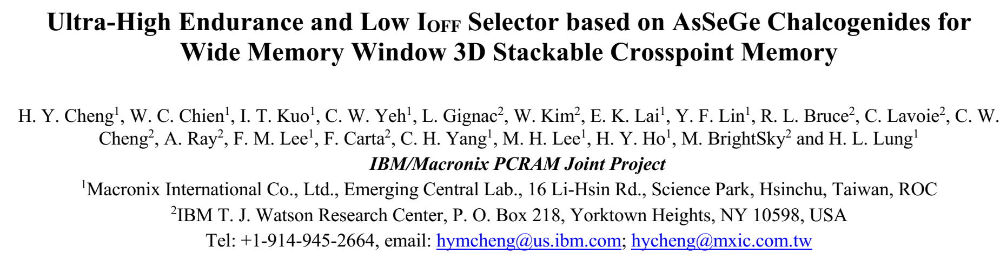 Ultra-High Endurance and Low IOFF Selector based on AsSeGe Chalcogenides for
Wide Memory Window 3D Stackable Crosspoint Memory
H. Y. Cheng1, W. C. Chien1, I. T. Kuo1, C. W. Yeh1, L. Gignac2, W. Kim2, E. K. Lai1, Y. F. Lin1, R. L. Bruce2, C. Lavoie2, C. W.
Cheng2, A. Ray2, F. M. Lee1, F. Carta2, C. H. Yang1, M. H. Lee1, H. Y. Ho1, M. BrightSky2 and H. L. Lung1
IBM/Macronix PCRAM Joint Project
1Macronix International Co., Ltd., Emerging Central Lab., 16 Li-Hsin Rd., Science Park, Hsinchu, Taiwan, ROC
2IBM T. J. Watson Research Center, P. O. Box 218, Yorktown Heights, NY 10598, USA
Tel: +1-914-945-2664, email: hymcheng@us.ibm.com; hycheng@mxic.com.tw